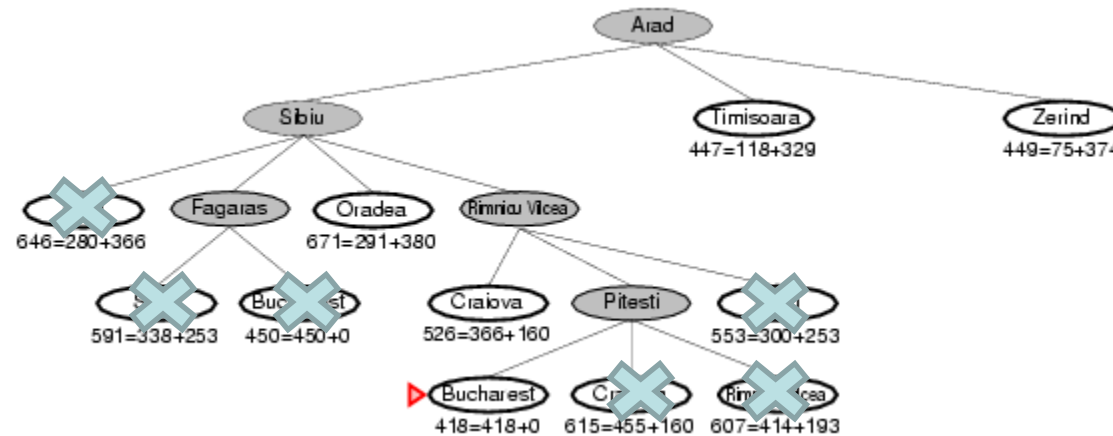 Arad
Sibiu
Timisoara
Zerind
447=118+329
449=75+374
Fagaras
Oradea
Rimnicu Vilcea
646=280+366
671=291+380
Craiova
Pitesti
591=338+253
450=450+0
526=366+160
553=300+253
Bucharest
418=418+0
615=455+160
607=414+193